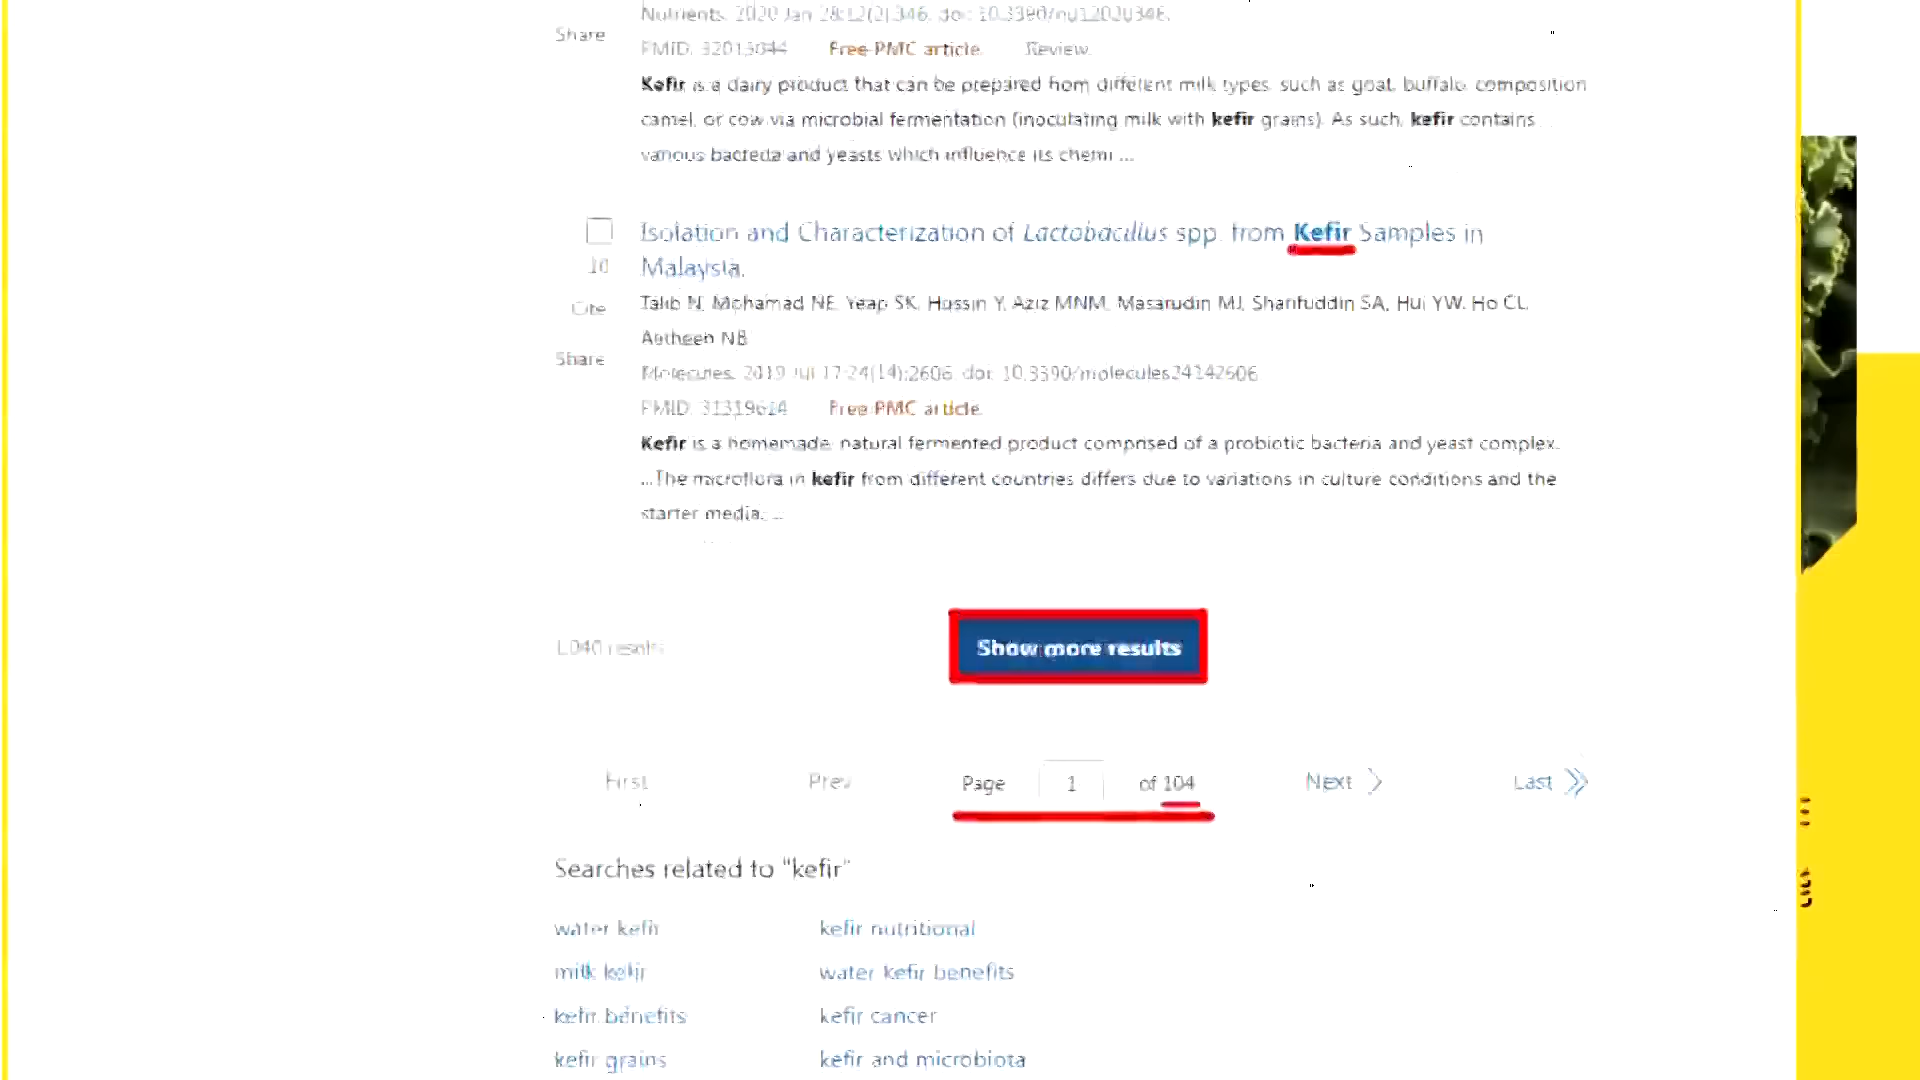 Nutrients. 2020 Jan 28;12(2):346. doi: 10.3390/nu12020346.
Share
PMID: 32013044 Free PMC article. Review.
Kefir is a dairy product that can be prepared from different milk types, such as goat, buffalo, composition
camel, or cow via microbial fermentation (inoculating milk with kefir grains). As such, kefir contains
various bacteria and yeasts which influence its chemi ...
Isolation and Characterization of Lactobacillus spp. from Kefir Samples in
10
Malaysia.
Cite
Talib N, Mohamad NE, Yeap SK, Hussin Y, Aziz MNM, Masarudin MJ, Sharifuddin SA, Hui YW, Ho CL,
NB
Share
Molecules. 2019 Jul 17;24(14):2606. doi: 10.3390/molecules24142606
PMID: 31319614 Free PMC article.
Kefir is a homemade, natural fermented product comprised of a probiotic bacteria and yeast complex.
...The microflora in kefir from different countries differs due to variations in culture conditions and the
starter media. ...
1,040 results
Show more results
First Prev Page 1 of 104 Next Last
Searches related to "kefir"
water kefir kefir nutritional
milk kefir water kefir benefits
kefir benefits kefir cancer
kefir grains kefir and microbiota